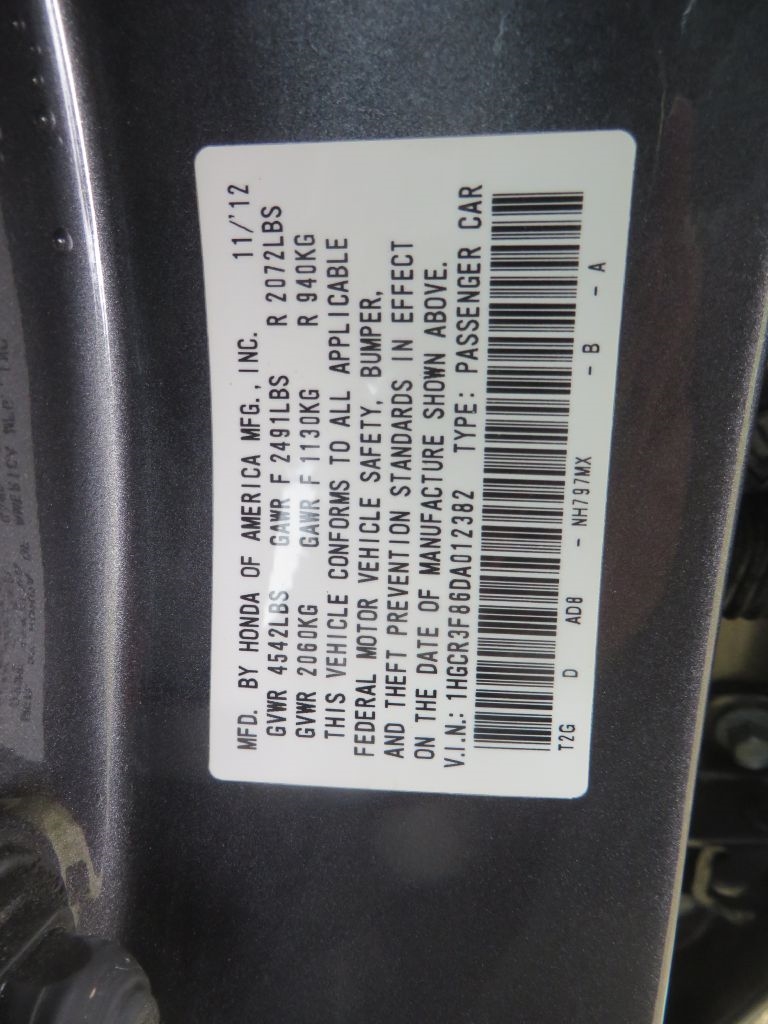 MFD. BY HONDA OF AMERICA MFG., INC. 11/'12
GVWR 4542LBS GAWR F 2491LBS R 2072LBS
GVWR 2060KG GAWR F 1130KG R 940KG
THIS VEHICLE CONFORMS TO ALL APPLICABLE
FEDERAL MOTOR VEHICLE SAFETY, BUMPER,
AND THEFT PREVENTION STANDARDS IN EFFECT
ON THE DATE OF MANUFACTURE SHOWN ABOVE.
V.I.N.: 1HGCR3F86DA012382 TYPE: PASSENGER CAR
T2G D AD8 - NH797MX - B - A